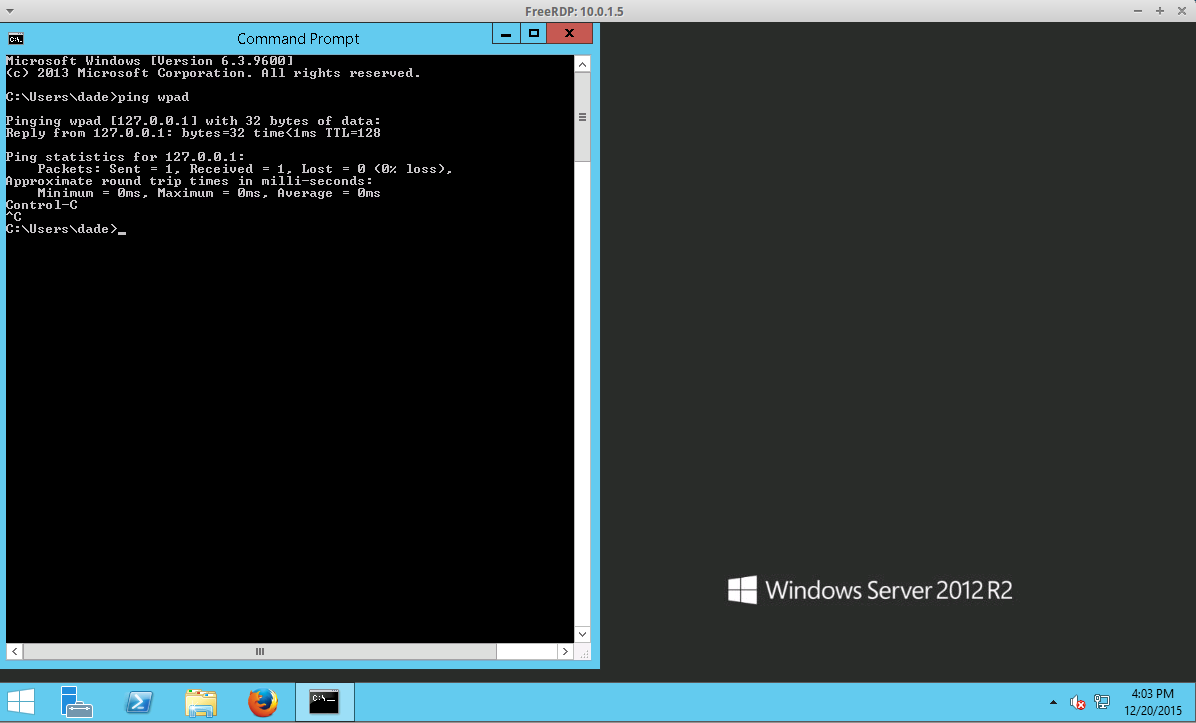 FreeRDP: 10.0.1.5
Command Prompt
Microsoft Windows [Version 6.3.9600]
(c) 2013 Microsoft Corporation. All rights reserved.
C:\Users\dade>ping wpad
Pinging wpad [127.0.0.1] with 32 bytes of data:
Reply from 127.0.0.1: bytes=32 time<1ms TTL=128
Ping statistics for 127.0.0.1:
Packets: Sent = 1, Received = 1, Lost = 0 (0% loss),
Approximate round trip times in milli-seconds:
Minimum = 0ms, Maximum = 0ms, Average = 0ms
Control-C
^C
C:\Users\dade>_
Windows Server 2012 R2
4:03 PM
12/20/2015